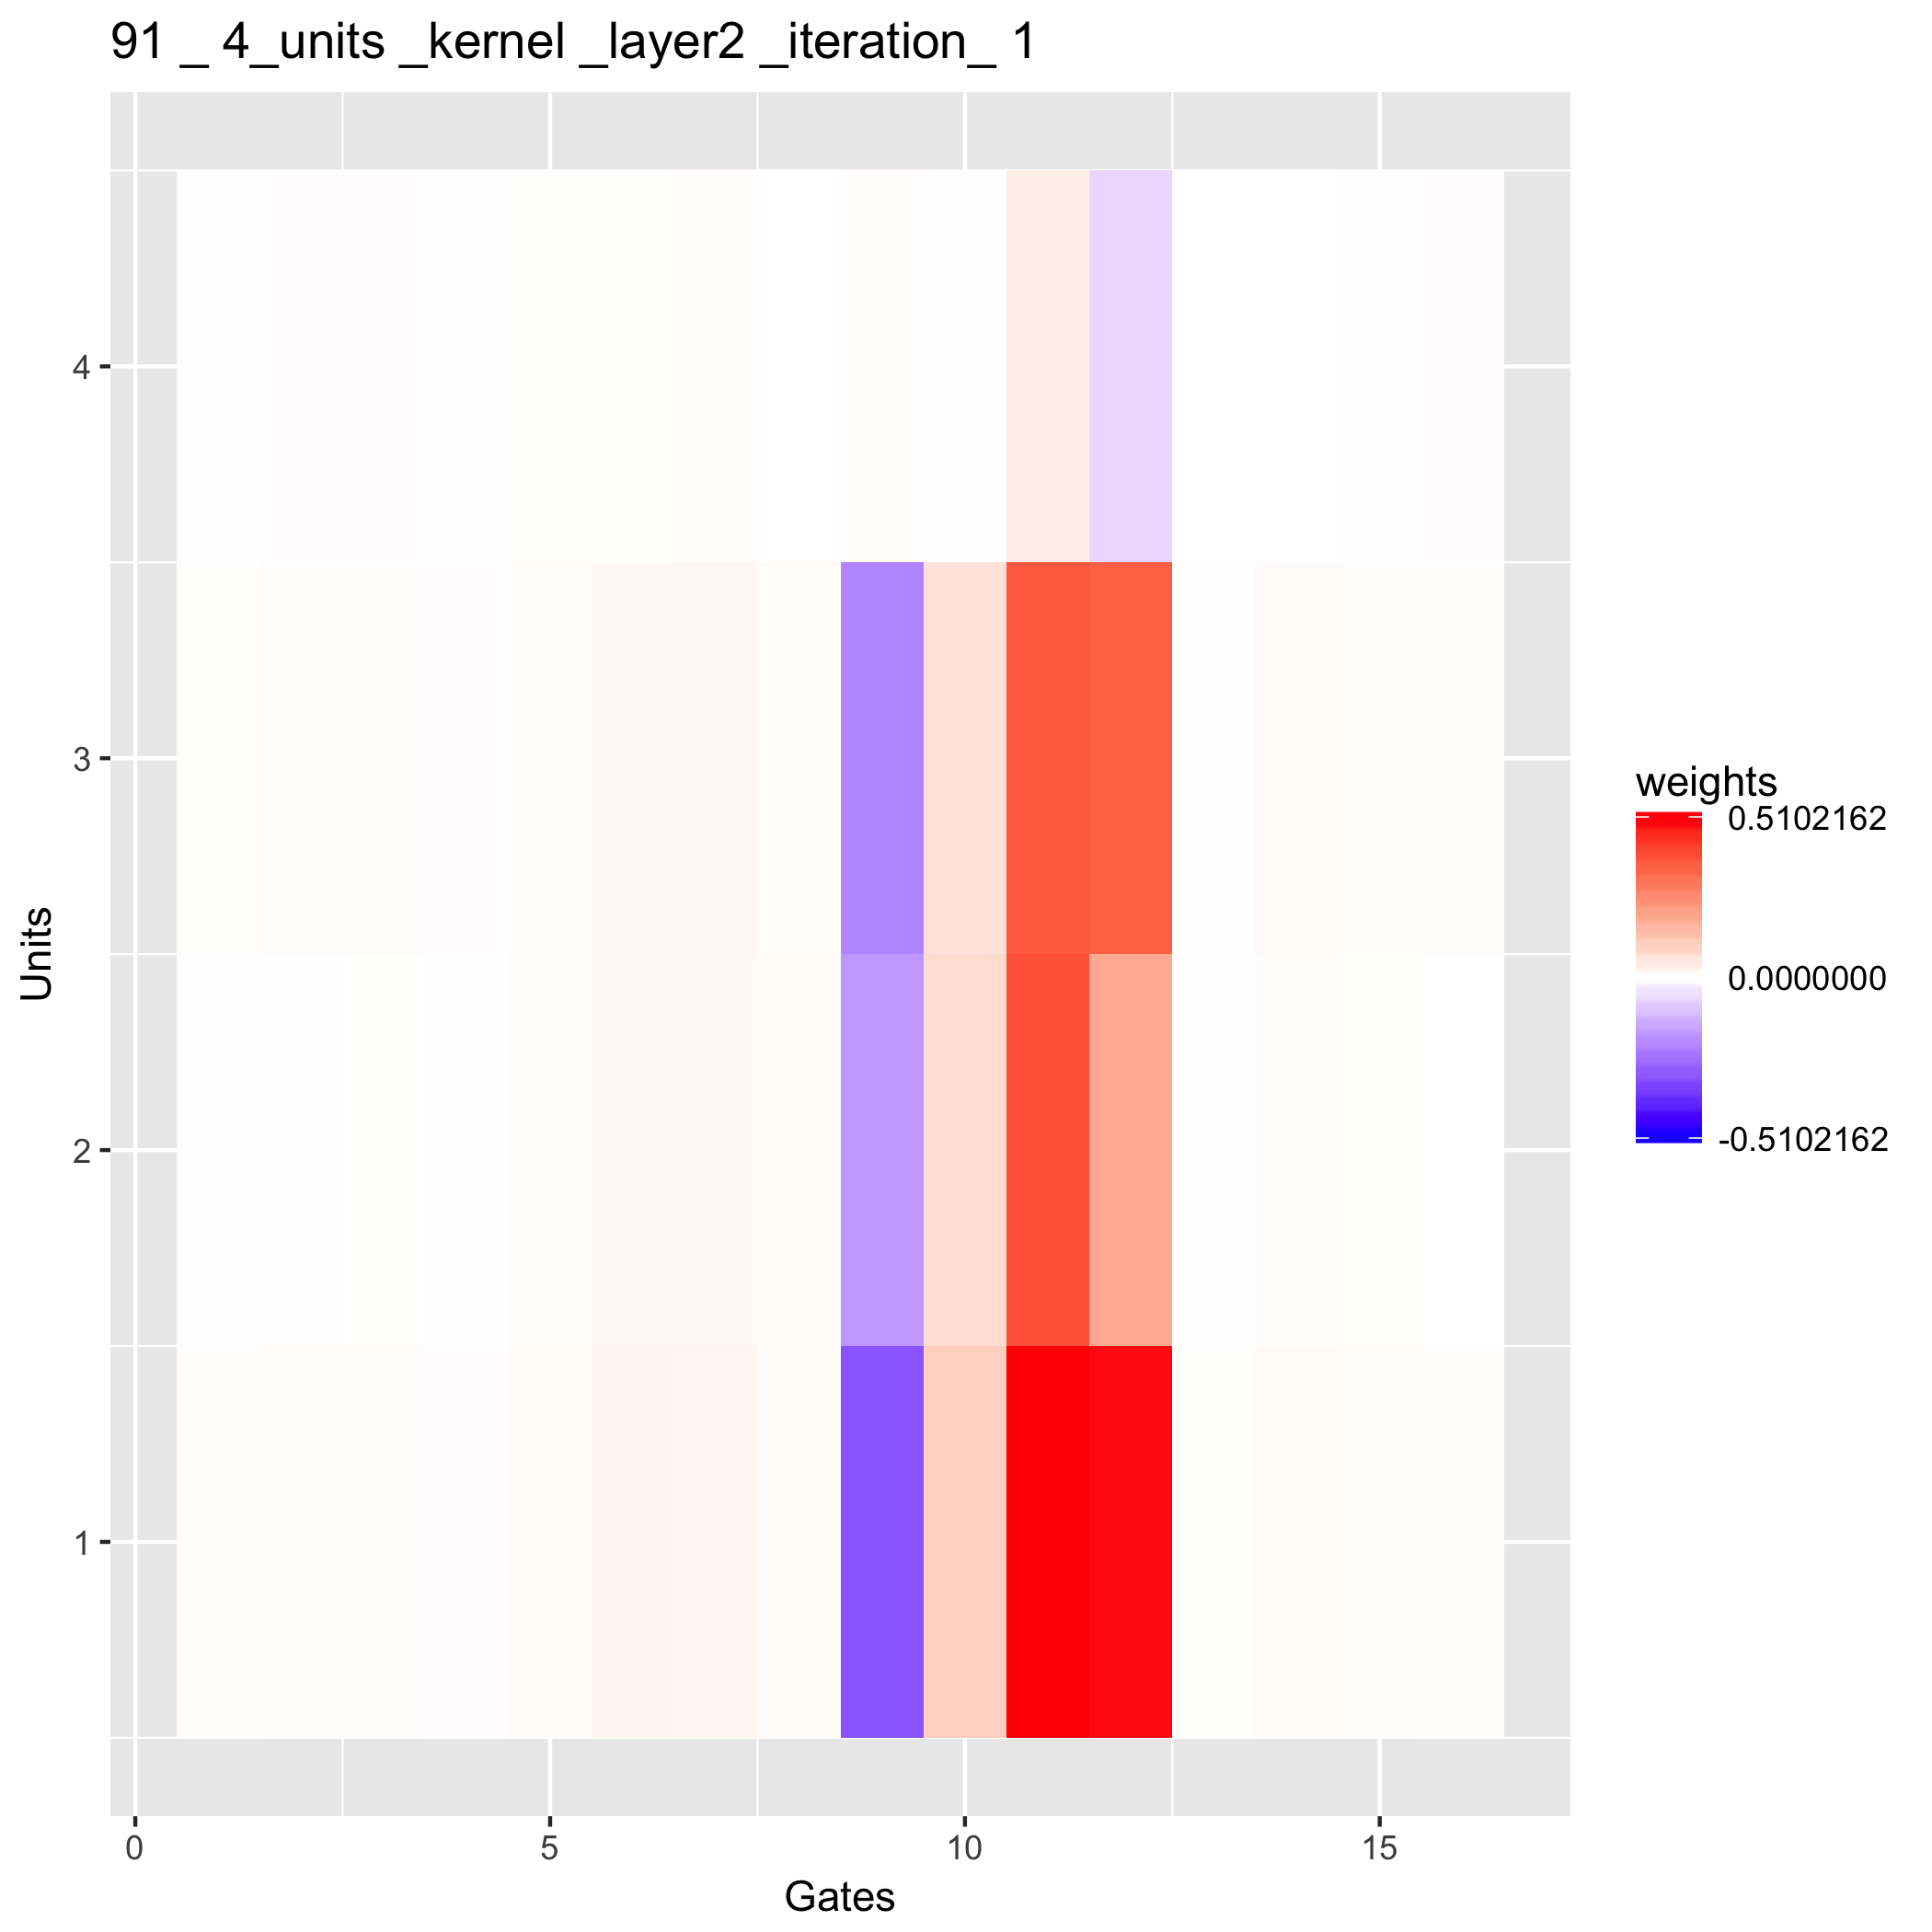 91 _ 4_units _kernel _layer2 _iteration_ 1
Units
4
3
2
1
0
5
10
15
Gates
weights
0.5102162
0.0000000
-0.5102162